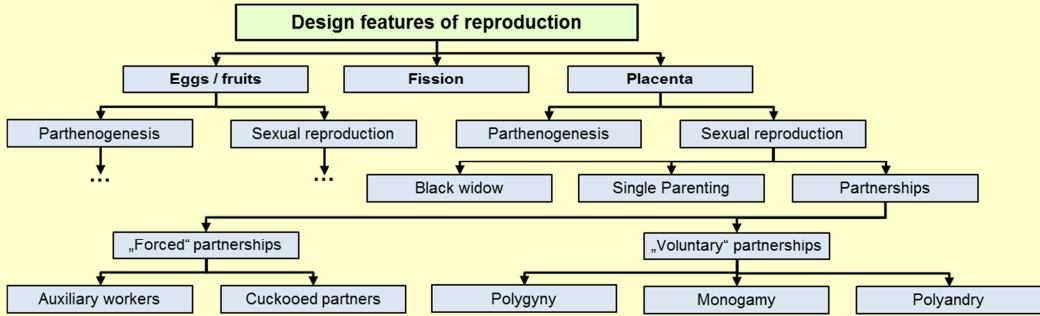 Design features of reproduction
Eggs / fruits
Fission
Placenta
Parthenogenesis
Sexual reproduction
Parthenogenesis
Sexual reproduction
...
...
Black widow
Single Parenting
Partnerships
„Forced“ partnerships
„Voluntary“ partnerships
Auxiliary workers
Cuckooed partners
Polygyny
Monogamy
Polyandry